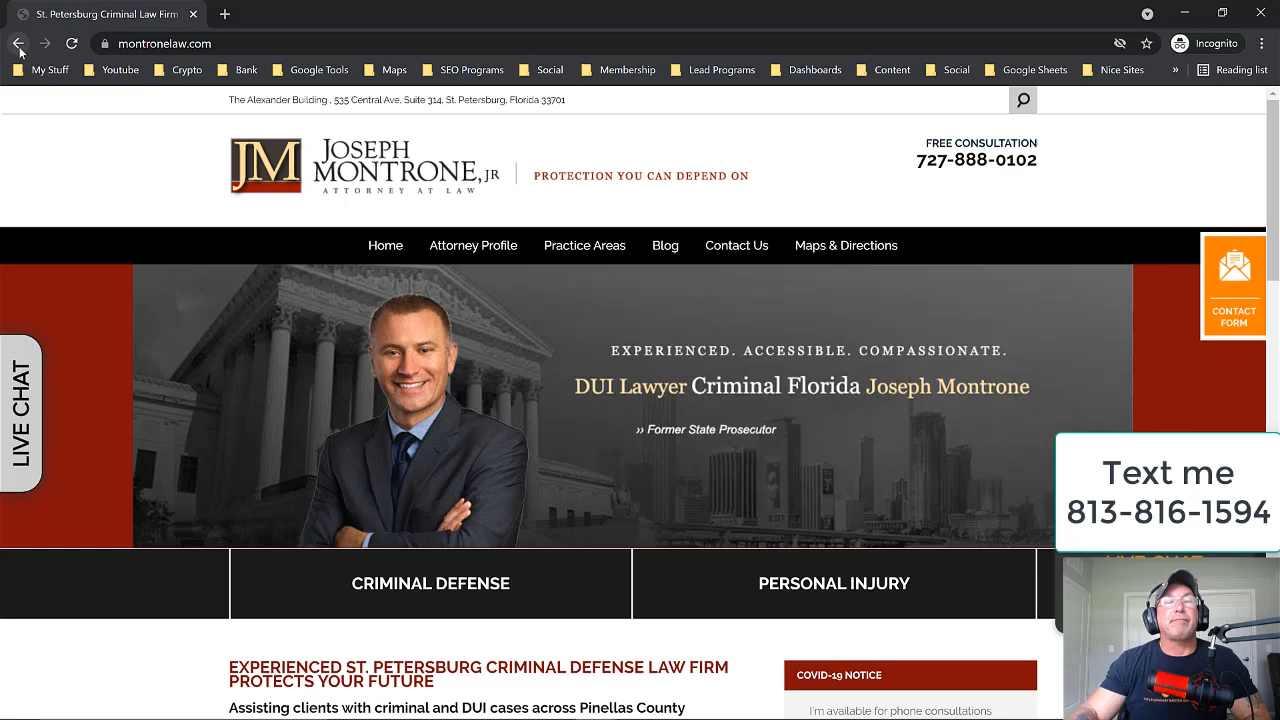 St. Petersburg Criminal Law Firm
montronelaw.com
Incognito
My Stuff Youtube Crypto Bank Google Tools Maps SEO Programs Social Membership Lead Programs Dashboards Content Social Google Sheets Nice Sites » Reading list
The Alexander Building , 535 Central Ave, Suite 314, St. Petersburg, Florida 33701
JM
JOSEPH
MONTRONE, JR
ATTORNEY AT LAW
PROTECTION YOU CAN DEPEND ON
FREE CONSULTATION
727-888-0102
Home Attorney Profile Practice Areas Blog Contact Us Maps & Directions
CONTACT
FORM
LIVE CHAT
EXPERIENCED. ACCESSIBLE. COMPASSIONATE.
DUI Lawyer Criminal Florida Joseph Montrone
›› Former State Prosecutor
Text me
813-816-1594
CRIMINAL DEFENSE
PERSONAL INJURY
EXPERIENCED ST. PETERSBURG CRIMINAL DEFENSE LAW FIRM
PROTECTS YOUR FUTURE
Assisting clients with criminal and DUI cases across Pinellas County
COVID-19 NOTICE
I'm available for phone consultations